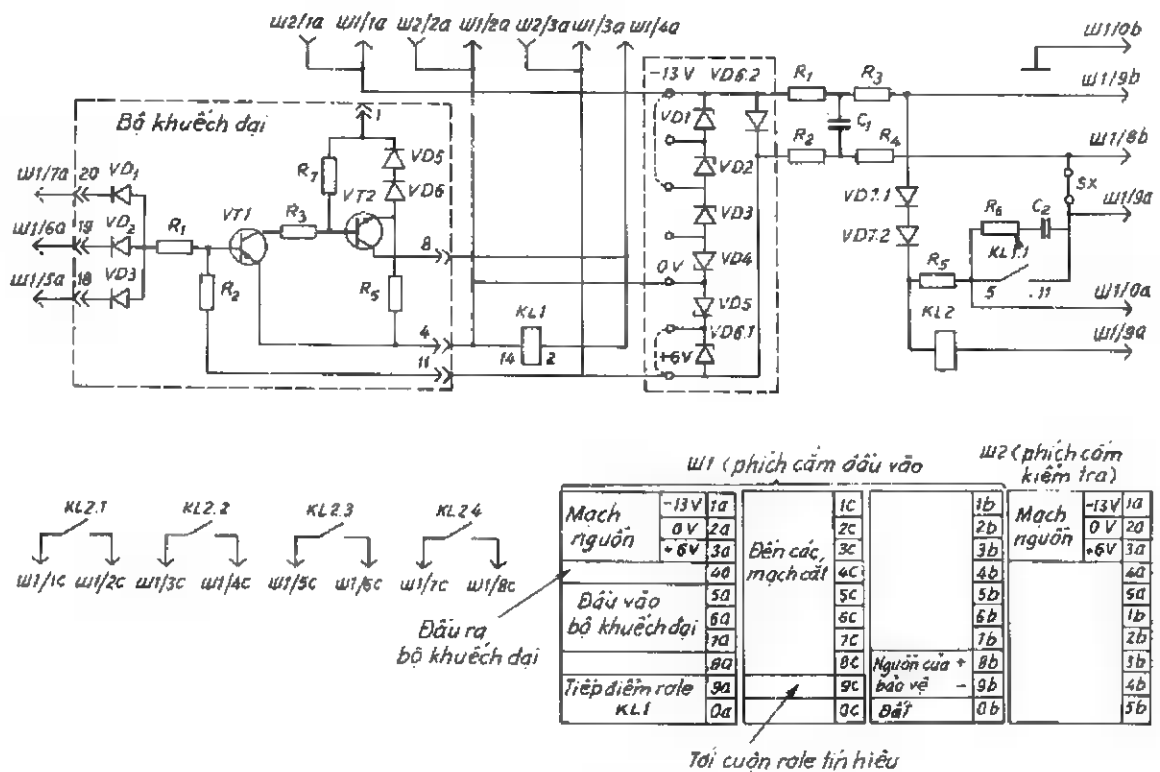 Ш2/1a Ш1/1a Ш2/2a Ш1/2a Ш2/3a Ш1/3a Ш1/4a
Ш1/0b
-13V VD6.2 R1 R3
Ш1/9b
Bộ khuếch đại
1
VD1
C1
R2 R4
Ш1/8b
VD5
VD6
R7
VD2
SX
Ш1/7a 20 VD1
VT1 R3 VT2
VD7.1
R6 C2
Ш1/9a
R1
VD3
Ш1/6a 19 VD2
8
VD7.2
KL1.1
VD4
0V
Ш1/5a 18 VD3
R2
R5
R5
5 .11
Ш1/0a
VD5
KL1
KL2
4
VD6.1
14 2
+6V
11
Ш1/9a
Ш1 (phích cắm đầu vào
Ш2 (phích cắm
kiểm tra)
KL2.1 KL2.2 KL2.3 KL2.4
Ш1/1c Ш1/2c Ш1/3c Ш1/4c Ш1/5c Ш1/6c Ш1/7c Ш1/8c
Đầu ra
bộ khuếch đại
Mạch
nguồn
-13V 1a
0V 2a
+6V 3a
4a
Đầu vào
bộ khuếch đại
5a
6a
7a
8a
Tiếp điểm rơle
KL1
9a
0a
Đến các
mạch cắt
1c
2c
3c
4c
5c
6c
7c
8c
9c
0c
1b
2b
3b
4b
5b
6b
7b
Nguồn của + 8b
bảo vệ - 9b
Đất 0b
Mạch
nguồn
-13V 1a
0V 2a
+6V 3a
4a
5a
1b
2b
3b
4b
5b
Tới cuộn rơle tín hiệu